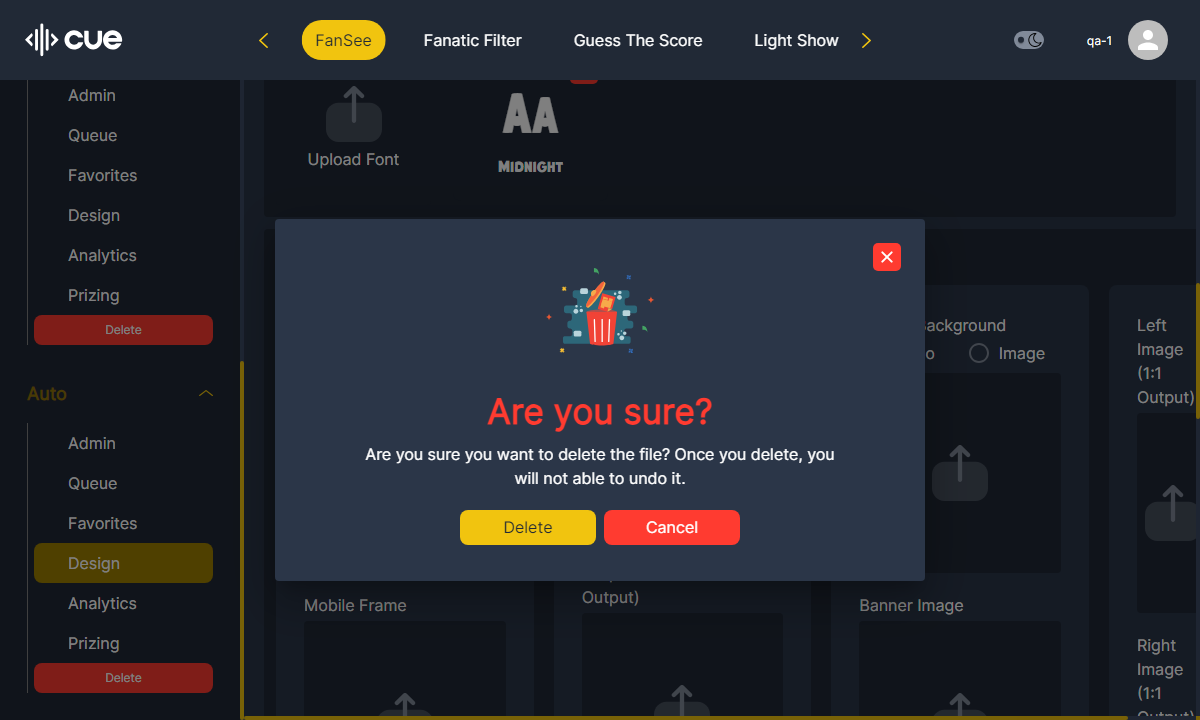 cue
FanSee
Fanatic Filter
Guess The Score
Light Show
qa-1
Admin
Queue
Favorites
Design
Analytics
Prizing
Delete
Auto
Admin
Queue
Favorites
Design
Analytics
Prizing
Delete
Upload Font
AA
MIDNIGHT
Are you sure?
Are you sure you want to delete the file? Once you delete, you
will not able to undo it.
Delete
Cancel
Background
Image
Left
Image
(1:1
Output)
Mobile Frame
Output)
Banner Image
Right
Image
(1:1
Output)